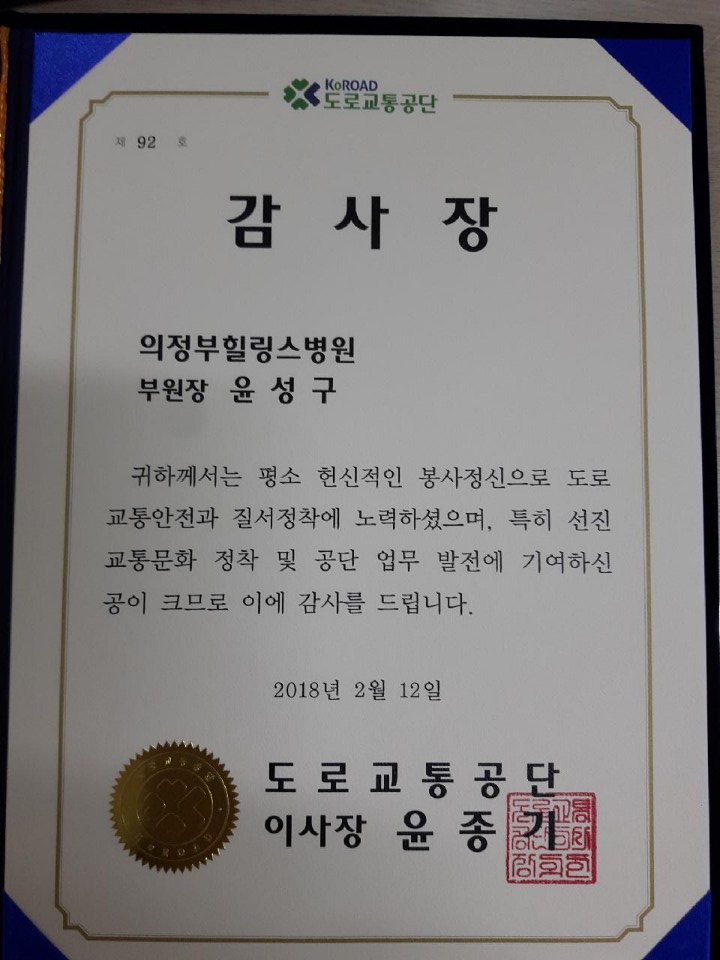 KoROAD
도로교통공단
제 92 호
감 사 장
의정부힐링스병원
부원장 윤 성 구
귀하께서는 평소 헌신적인 봉사정신으로 도로
교통안전과 질서정착에 노력하셨으며, 특히 선진
교통문화 정착 및 공단 업무 발전에 기여하신
공이 크므로 이에 감사를 드립니다.
2018년 2월 12일
도 로 교 통 공 단
이사장 윤 종 기